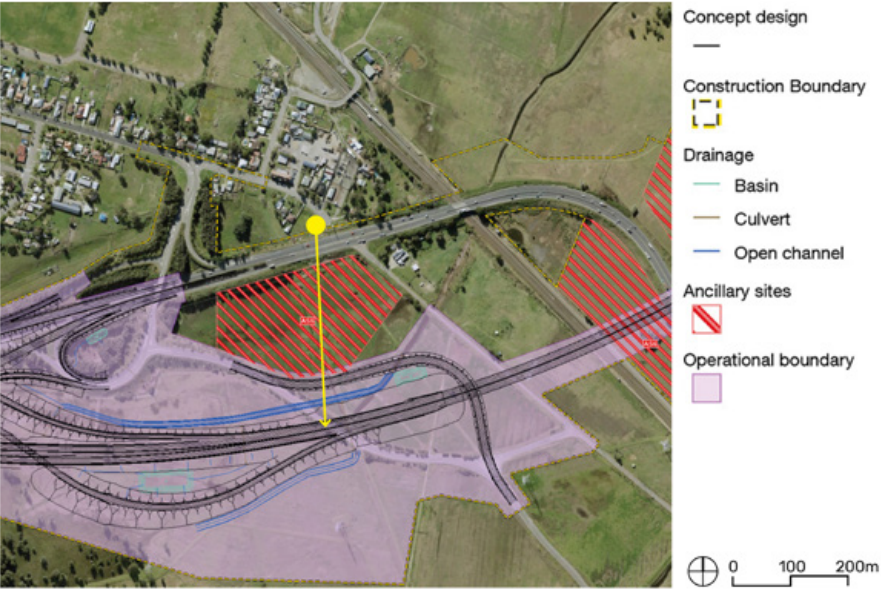 Concept design
Construction Boundary
Drainage
Basin
Culvert
Open channel
Ancillary sites
Operational boundary
0 100 200m